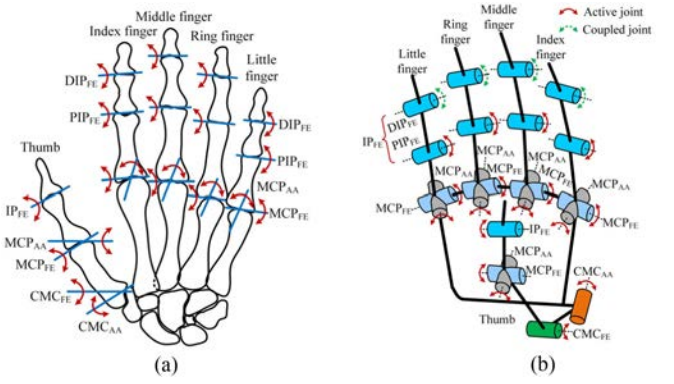 Middle finger
Index finger
Ring finger
Little
finger
DIPFE
PIPFE
DIPFE
PIPFE
MCPAA
MCPFE
Thumb
IPFE
MCPAA
MCPFE
CMCFE
CMCAA
(a)
Active joint
Coupled joint
Middle
finger
Ring
finger
Index
finger
Little
finger
IPFE
DIPFE
PIPFE
MCPAA
MCPAA
MCPFE
MCPAA
MCPFE
MCPAA
MCPFE
MCPFE
IPFE
MCPAA
MCPFE
CMCAA
Thumb
CMCFE
(b)